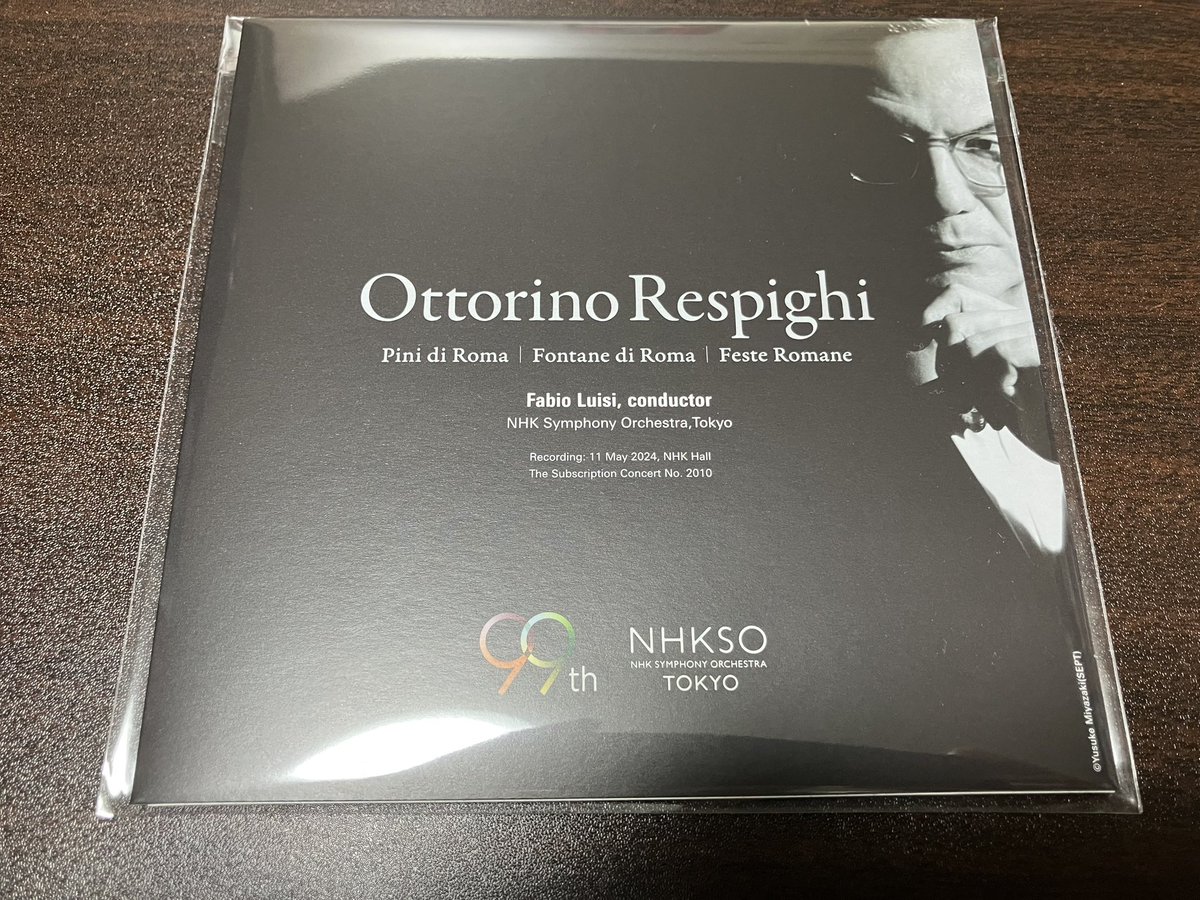 Ottorino Respighi
Pini di Roma | Fontane di Roma | Feste Romane
Fabio Luisi, conductor
NHK Symphony Orchestra,Tokyo
Recording: 11 May 2024, NHK Hall
The Subscription Concert No. 2010
99th
NHKSO
NHK SYMPHONY ORCHESTRA
TOKYO
©Yusuke Miyazaki(SEPT)